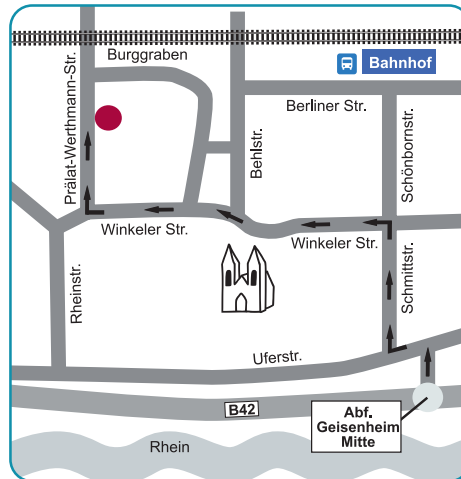 Burggraben
Bahnhof
Prälat-Werthmann-Str.
Berliner Str.
Behlstr.
Schönbornstr.
Winkeler Str.
Winkeler Str.
Rheinstr.
Schmittstr.
Uferstr.
B42
Abf.
Geisenheim
Mitte
Rhein